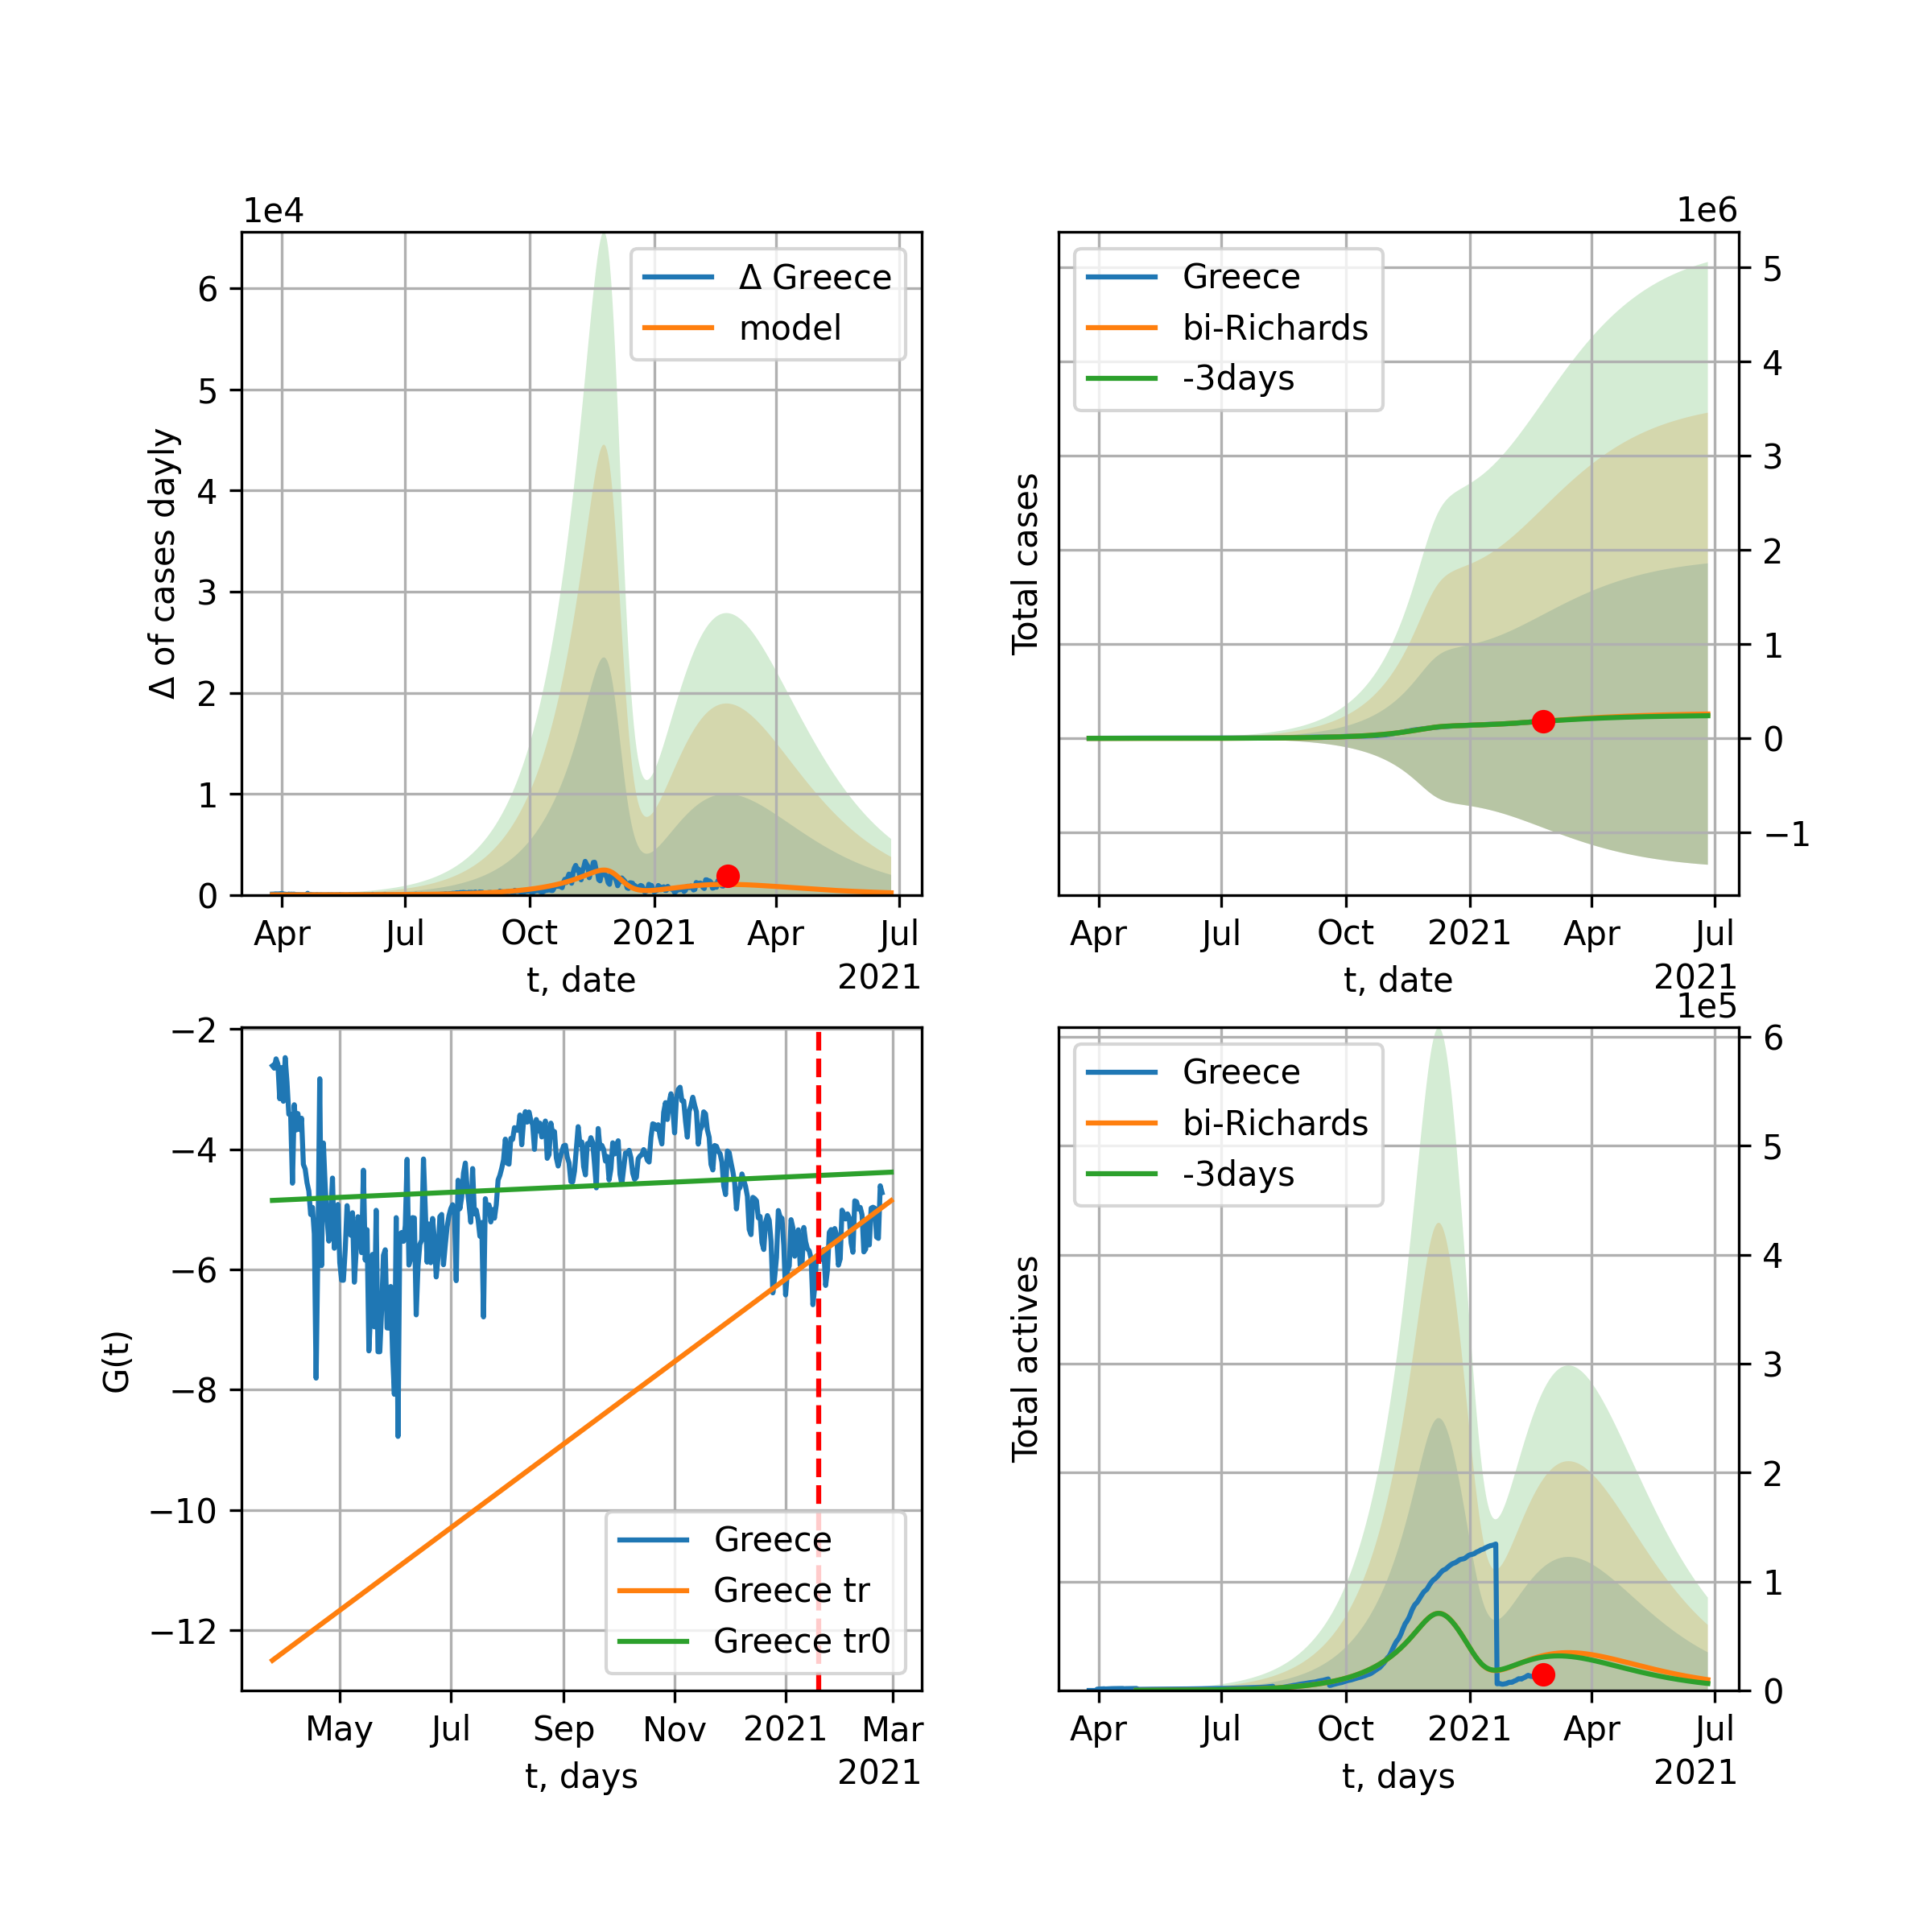 1e4
Δ of cases dayly
6
5
4
3
2
1
0
Δ Greece
model
Apr Jul Oct 2021 Apr Jul
t, date
2021
1e6
Total cases
Greece
bi-Richards
-3days
5
4
3
2
1
0
−1
Apr Jul Oct 2021 Apr Jul
t, date
2021
G(t)
−2
−4
−6
−8
−10
−12
Greece
Greece tr
Greece tr0
May Jul Sep Nov 2021 Mar
t, days
2021
1e5
Total actives
Greece
bi-Richards
-3days
6
5
4
3
2
1
0
Apr Jul Oct 2021 Apr Jul
t, days
2021